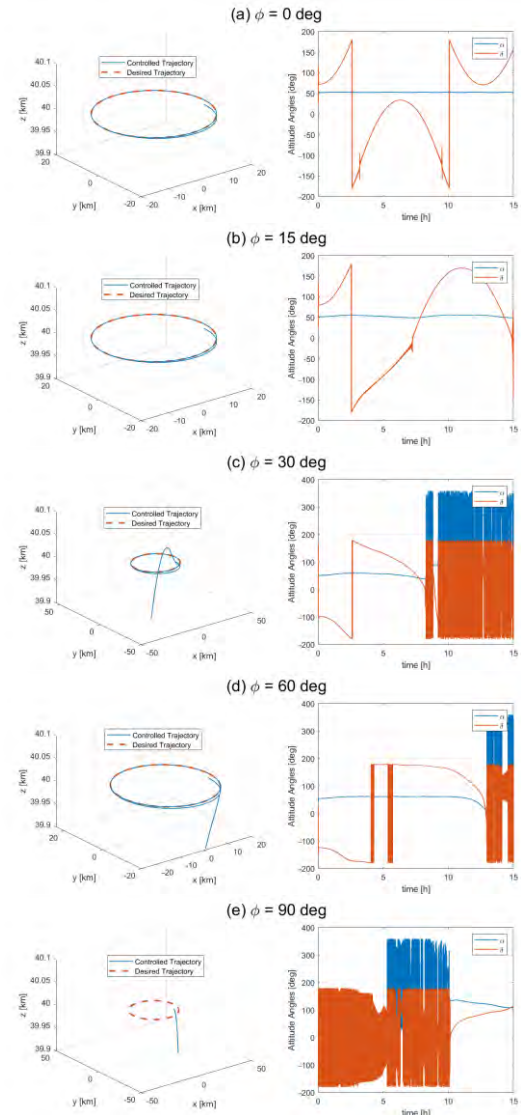 (a) ϕ = 0 deg
Controlled Trajectory
Desired Trajectory
40.1
40.05
40
39.95
39.9
z [km]
20
0
-20
y [km]
-20
-10
0
10
20
x [km]
200
150
100
50
0
-50
-100
-150
-200
Attitude Angles [deg]
α
δ
0 5 10 15
time [h]
(b) ϕ = 15 deg
Controlled Trajectory
Desired Trajectory
40.1
40.05
40
39.95
39.9
z [km]
20
0
-20
y [km]
-20
-10
0
10
20
x [km]
200
150
100
50
0
-50
-100
-150
-200
Attitude Angles [deg]
α
δ
0 5 10 15
time [h]
(c) ϕ = 30 deg
Controlled Trajectory
Desired Trajectory
40.1
40.05
40
39.95
39.9
z [km]
50
0
-50
y [km]
-50
0
50
x [km]
400
300
200
100
0
-100
-200
Attitude Angles [deg]
α
δ
0 5 10 15
time [h]
(d) ϕ = 60 deg
Controlled Trajectory
Desired Trajectory
40.1
40.05
40
39.95
39.9
z [km]
20
0
-20
y [km]
-20
-10
0
10
20
x [km]
400
300
200
100
0
-100
-200
Attitude Angles [deg]
α
δ
0 5 10 15
time [h]
(e) ϕ = 90 deg
Controlled Trajectory
Desired Trajectory
40.1
40.05
40
39.95
39.9
z [km]
50
0
-50
y [km]
-50
0
50
x [km]
400
300
200
100
0
-100
-200
Attitude Angles [deg]
α
δ
0 5 10 15
time [h]